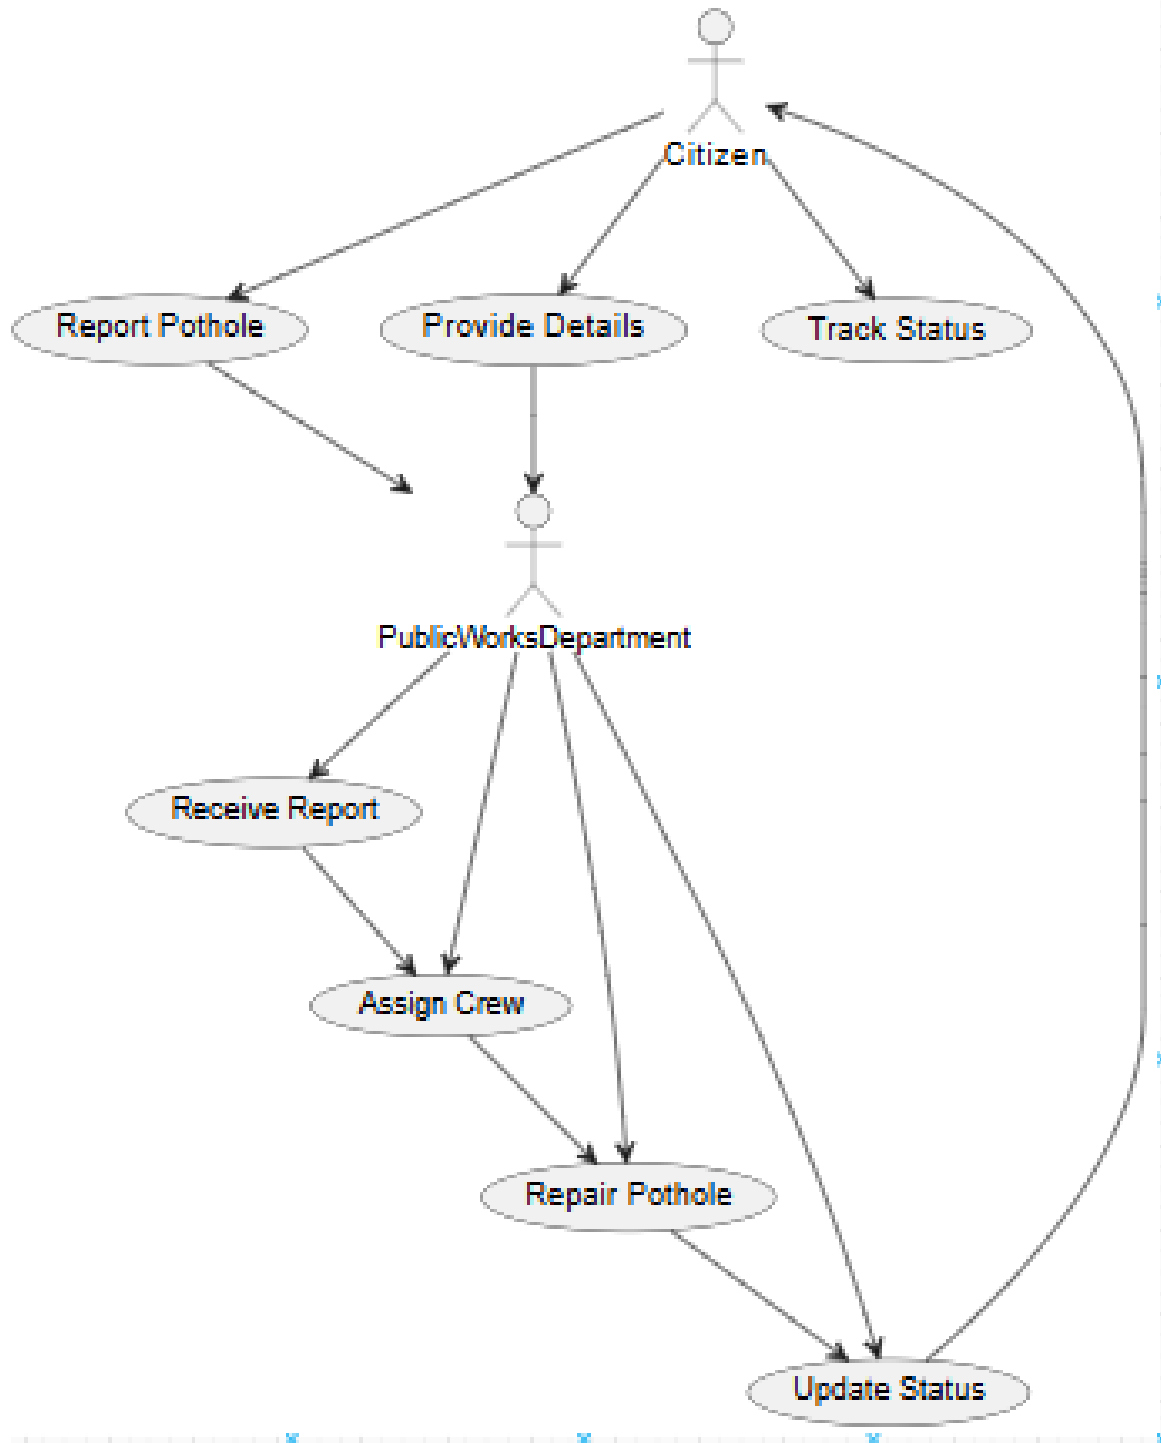 Citizen
Report Pothole
Provide Details
Track Status
PublicWorksDepartment
Receive Report
Assign Crew
Repair Pothole
Update Status